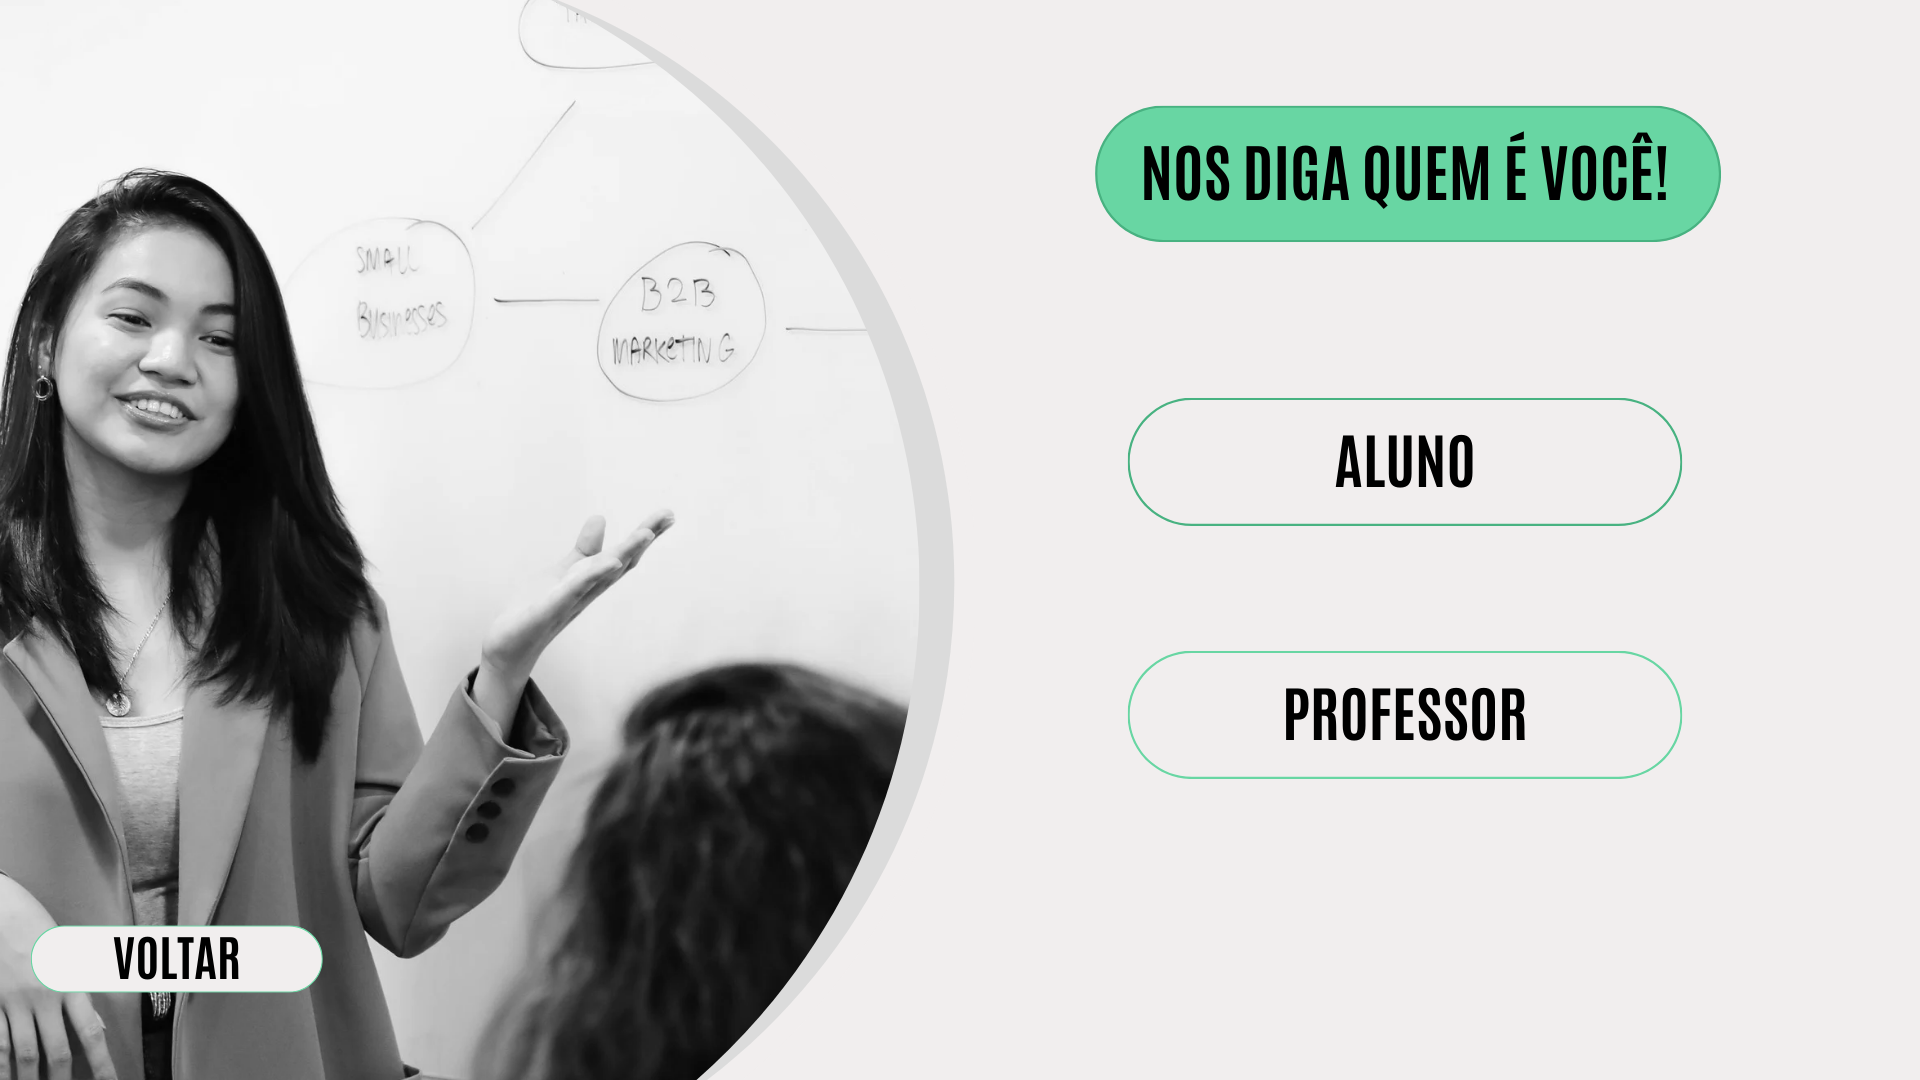 SMALL
Businesses
B2B
MARKETING
NOS DIGA QUEM É VOCÊ!
ALUNO
PROFESSOR
VOLTAR